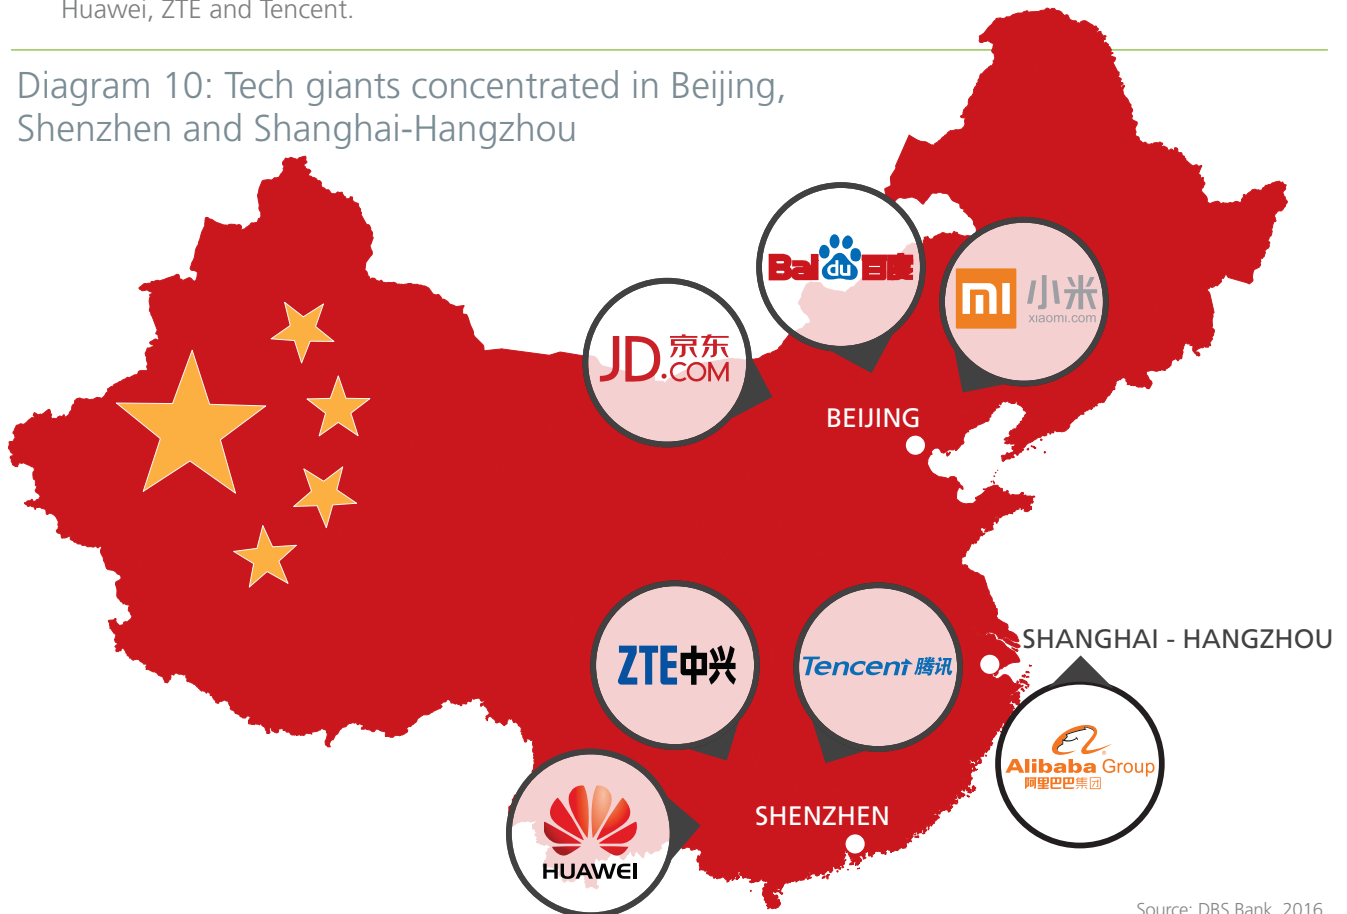 Huawei, ZTE and Tencent.
Diagram 10: Tech giants concentrated in Beijing,
Shenzhen and Shanghai-Hangzhou
Bai du 百度
mi 小米
xiaomi.com
JD 京东
.COM
BEIJING
ZTE中兴
Tencent 腾讯
SHANGHAI - HANGZHOU
Alibaba Group
阿里巴巴集团
HUAWEI
SHENZHEN
Source: DBS Bank, 2016